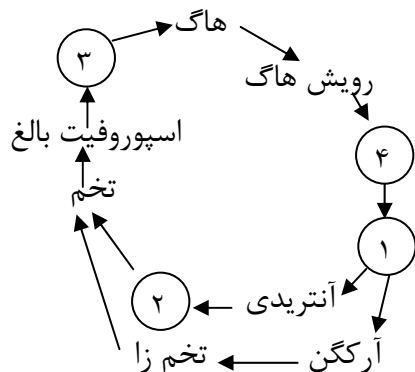 هاگ
۳
رویش هاگ
اسپوروفیت بالغ
۴
تخم
۱
۲
آنتریدی
تخم زا
آرکگن